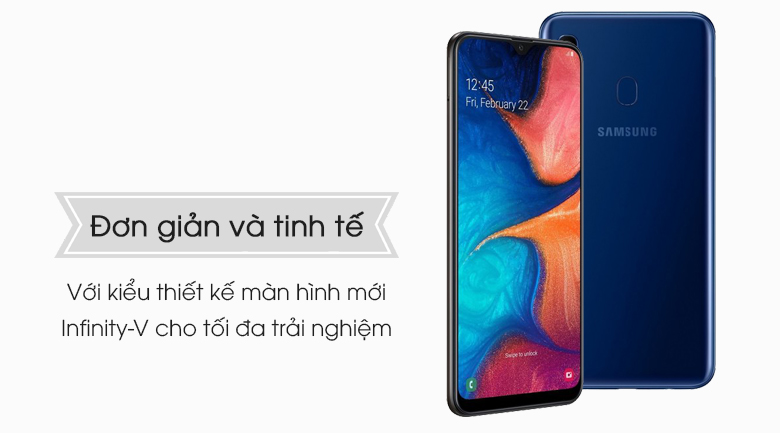 Đơn giản và tinh tế
Với kiểu thiết kế màn hình mới
Infinity-V cho tối đa trải nghiệm
12:45
Fri, February 22
Swipe to unlock
SAMSUNG